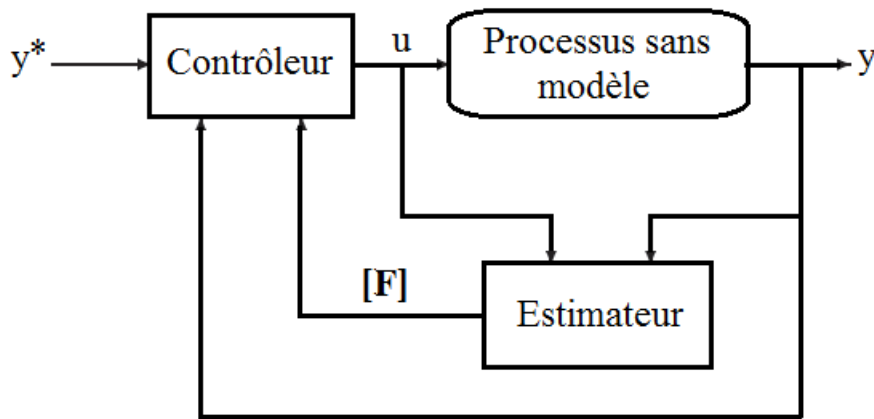 y*
Contrôleur
u
Processus sans
modèle
y
[F]
Estimateur